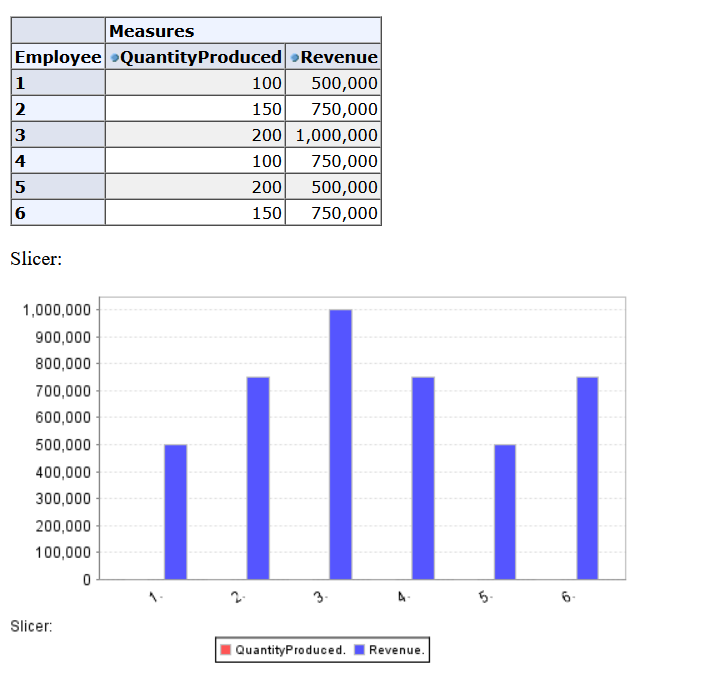 Measures
Employee QuantityProduced Revenue
1 100 500,000
2 150 750,000
3 200 1,000,000
4 100 750,000
5 200 500,000
6 150 750,000
Slicer:
1,000,000
900,000
800,000
700,000
600,000
500,000
400,000
300,000
200,000
100,000
0
1. 2. 3. 4. 5. 6.
Slicer:
QuantityProduced. Revenue.